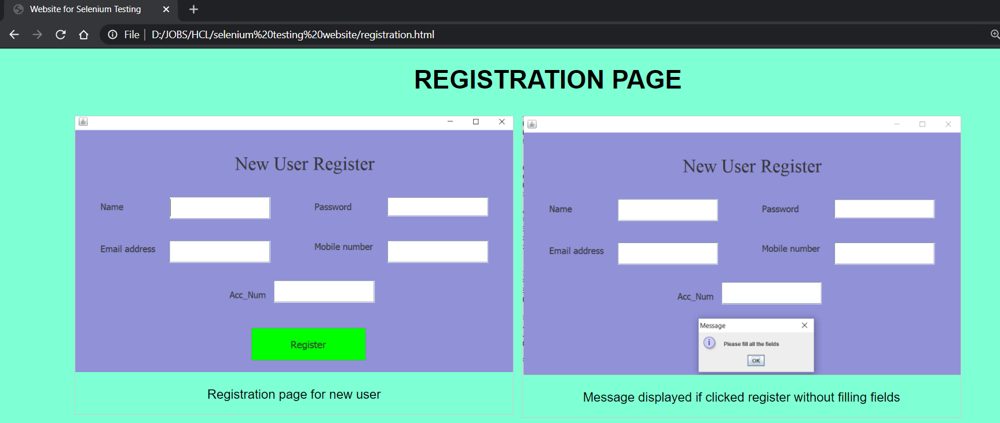 Website for Selenium Testing
File D:/JOBS/HCL/selenium%20testing%20website/registration.html
REGISTRATION PAGE
New User Register
Name
Password
Email address
Mobile number
Acc_Num
Register
Registration page for new user
New User Register
Name
Password
Email address
Mobile number
Acc_Num
Message
Please fill all the fields
OK
Message displayed if clicked register without filling fields